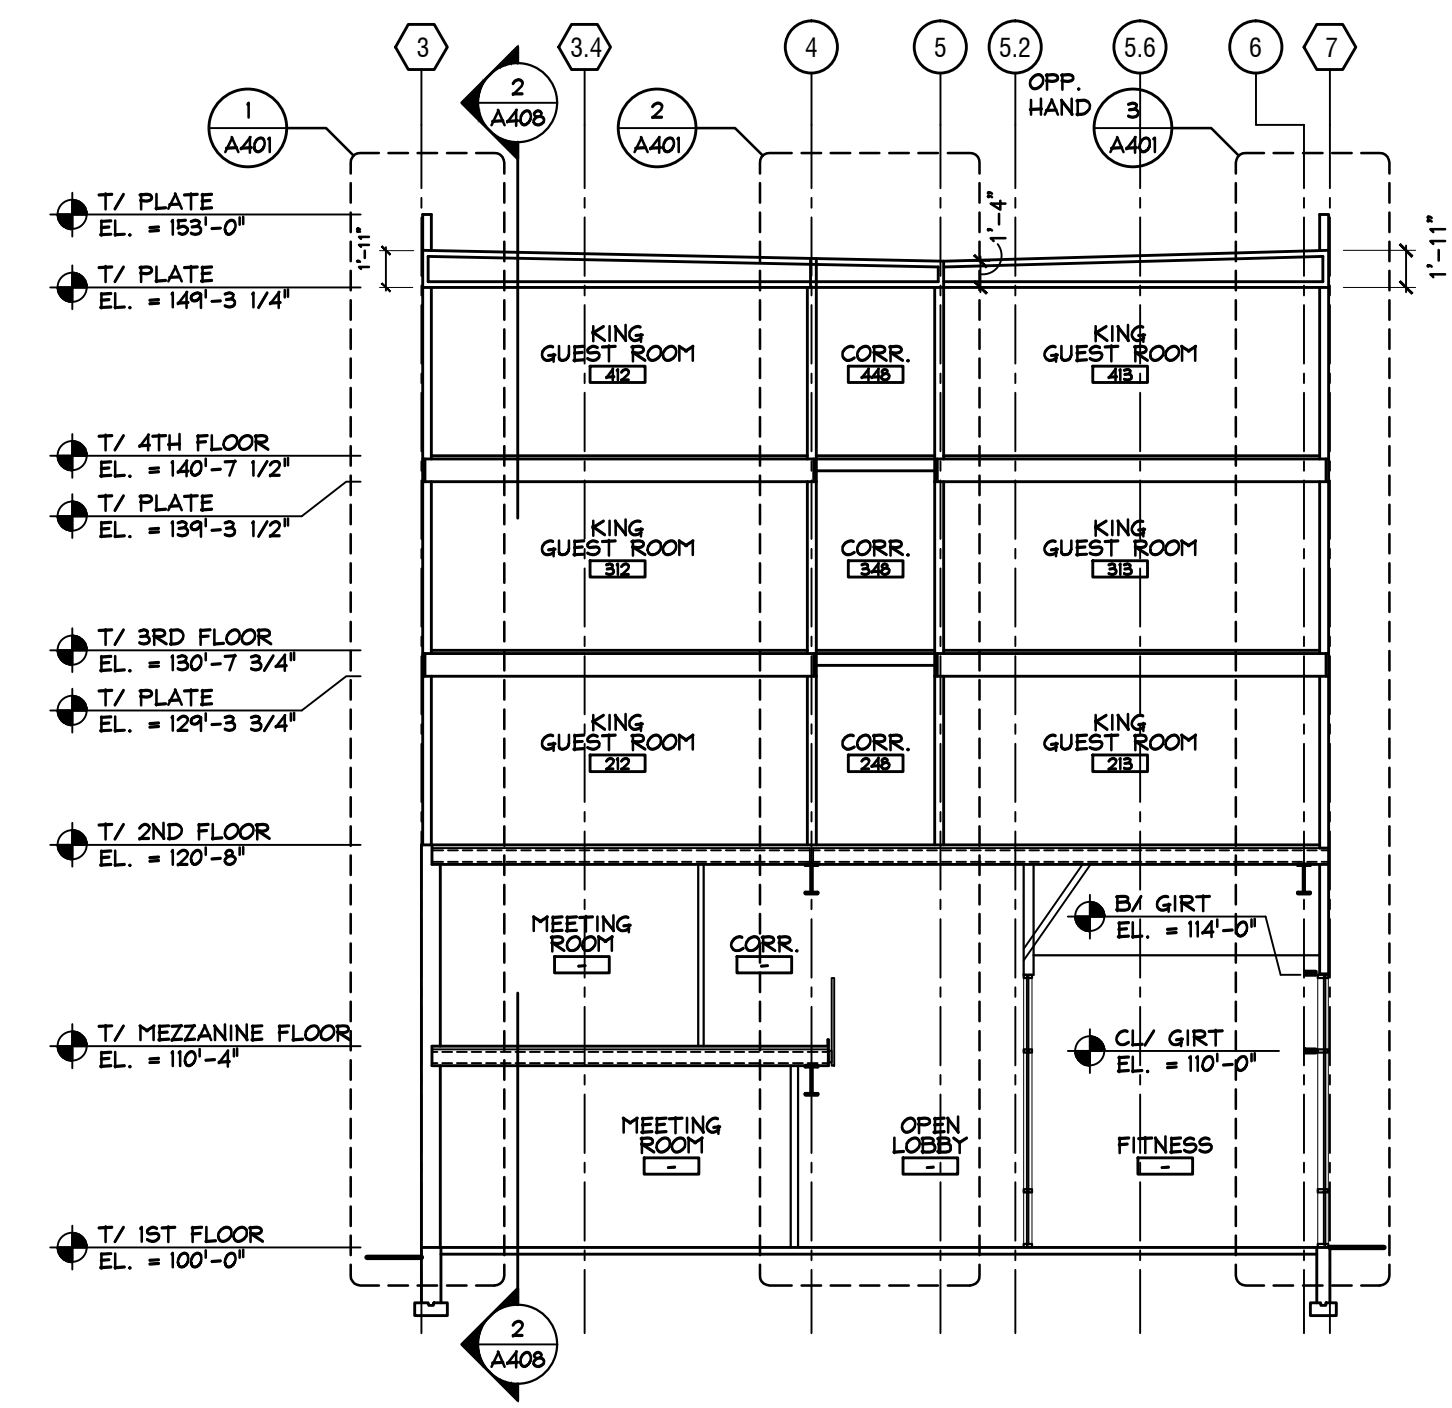 3
3.4
4
5
5.2
5.6
6
7
OPP.
HAND
1
A401
2
A408
2
A401
3
A401
T/ PLATE
EL. = 153'-0"
1'-11"
1'-4"
1'-11"
T/ PLATE
EL. = 149'-3 1/4"
KING
GUEST ROOM
412
CORR.
448
KING
GUEST ROOM
413
T/ 4TH FLOOR
EL. = 140'-7 1/2"
T/ PLATE
EL. = 139'-3 1/2"
KING
GUEST ROOM
312
CORR.
348
KING
GUEST ROOM
313
T/ 3RD FLOOR
EL. = 130'-7 3/4"
T/ PLATE
EL. = 129'-3 3/4"
KING
GUEST ROOM
212
CORR.
248
KING
GUEST ROOM
213
T/ 2ND FLOOR
EL. = 120'-8"
MEETING
ROOM
-
CORR.
-
B/ GIRT
EL. = 114'-0"
T/ MEZZANINE FLOOR
EL. = 110'-4"
CL/ GIRT
EL. = 110'-0"
MEETING
ROOM
-
OPEN
LOBBY
-
FITNESS
-
T/ 1ST FLOOR
EL. = 100'-0"
2
A408